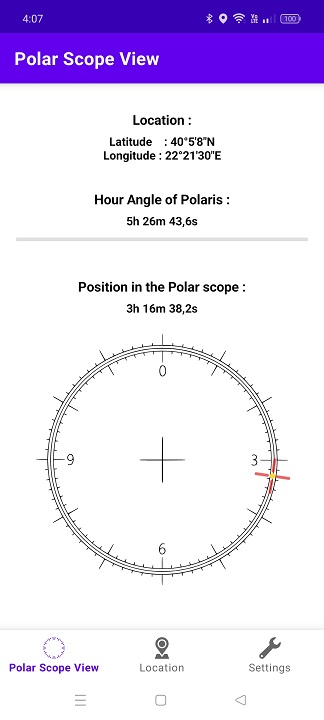 4:07
Vo LTE 100
Polar Scope View
Location :
Latitude : 40°5'8"N
Longitude : 22°21'30"E
Hour Angle of Polaris :
5h 26m 43,6s
Position in the Polar scope :
3h 16m 38,2s
0
9
3
6
Polar Scope View
Location
Settings